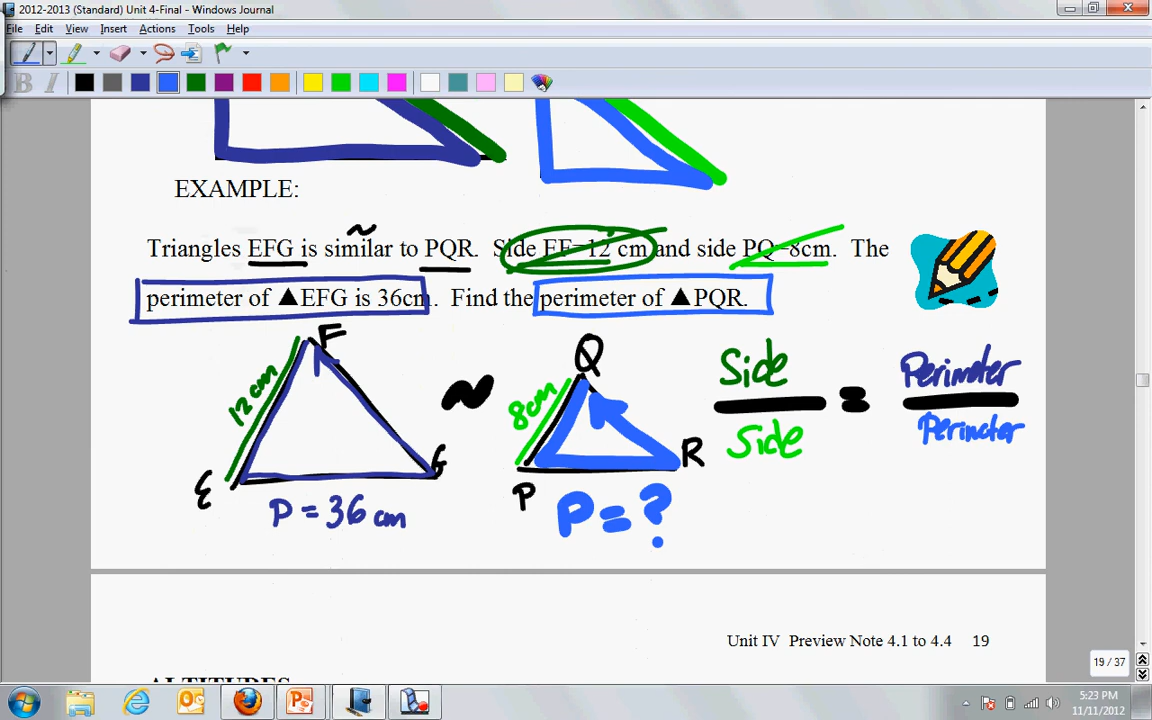 2012-2013 (Standard) Unit 4-Final - Windows Journal
File Edit View Insert Actions Tools Help
B I
EXAMPLE:
~
Triangles EFG is similar to PQR. Side EF=12 cm and side PQ=8cm. The
perimeter of ▲EFG is 36cm. Find the perimeter of ▲PQR.
F
Q
12cm
~
8cm
Side
Side
=
Perimeter
Perimeter
E
G
P
R
P = 36 cm
P = ?
Unit IV Preview Note 4.1 to 4.4 19
19 / 37
ALTITUDES
5:23 PM
11/11/2012